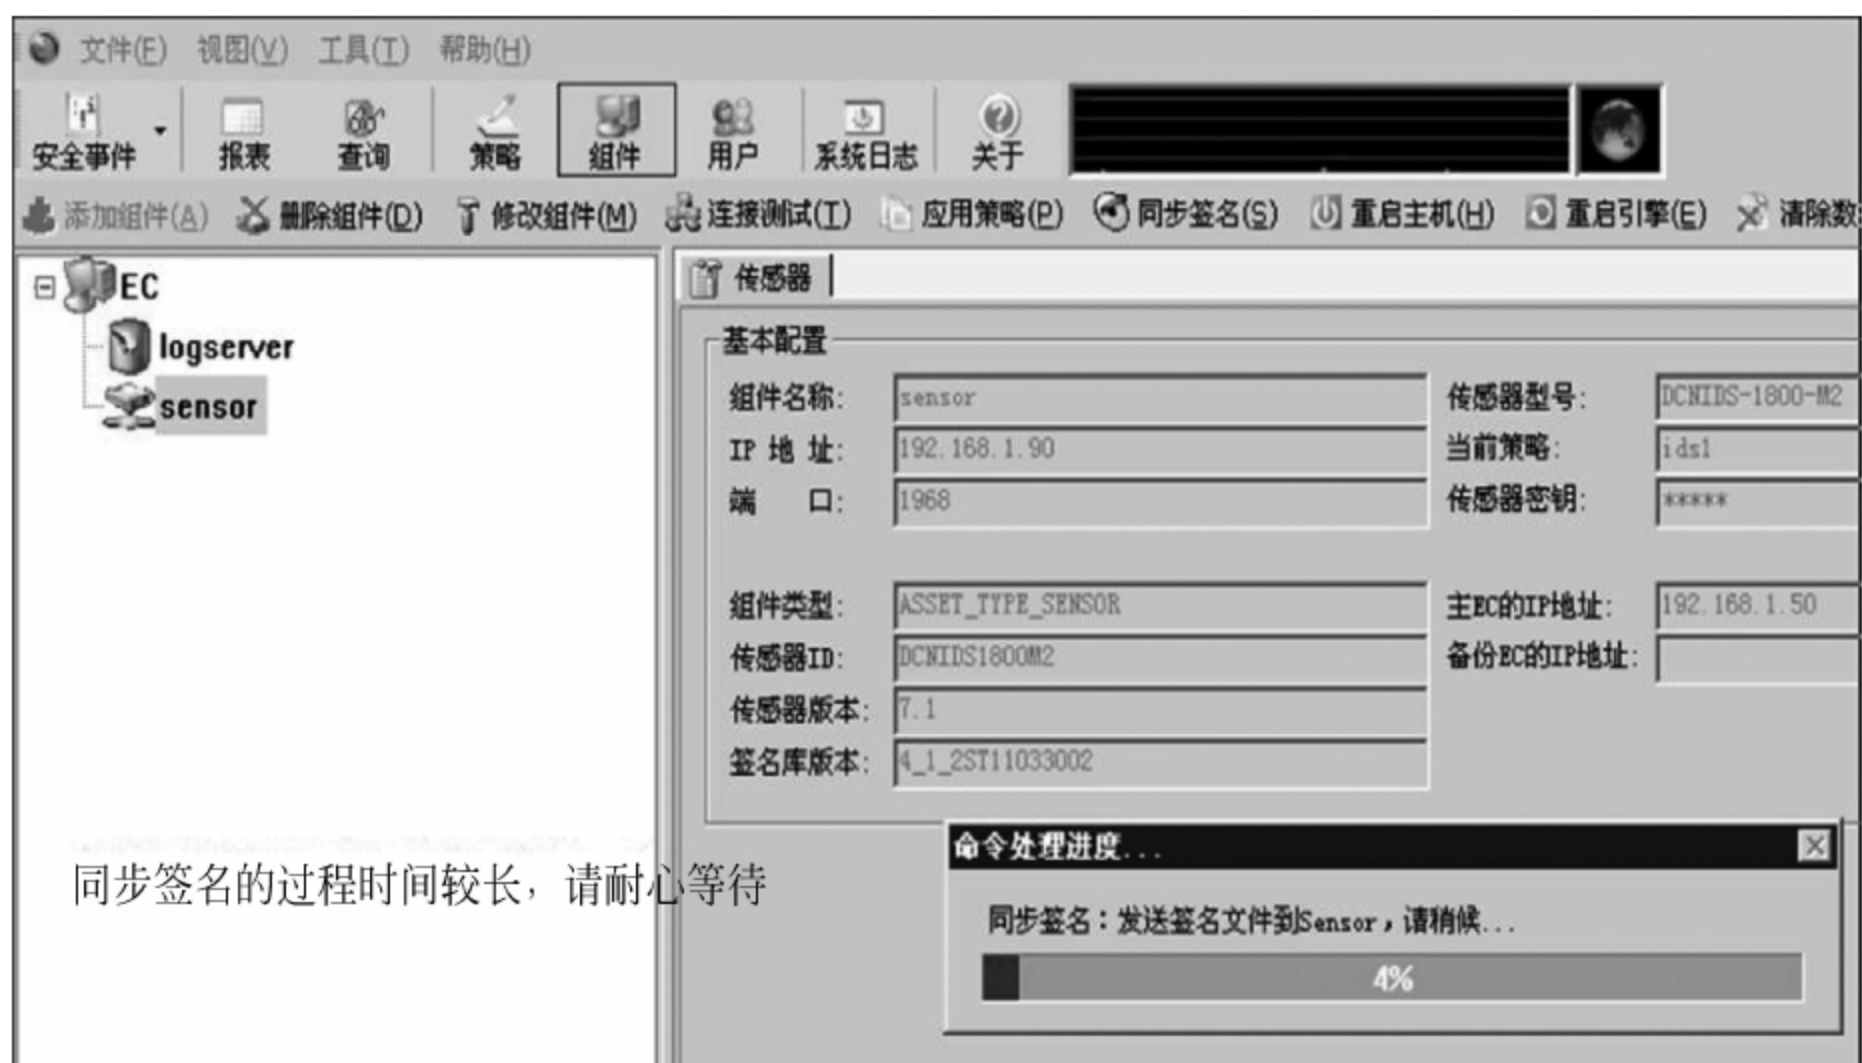 文件(F) 视图(V) 工具(T) 帮助(H)
安全事件 报表 查询 策略 组件 用户 系统日志 关于
添加组件(A) 删除组件(D) 修改组件(M) 连接测试(T) 应用策略(P) 同步签名(S) 重启主机(H) 重启引擎(E) 清除数
EC
logserver
sensor
传感器
基本配置
组件名称: sensor 传感器型号: DCNIDS-1800-M2
IP 地 址: 192.168.1.90 当前策略: ids1
端 口: 1968 传感器密钥: *****
组件类型: ASSET_TYPE_SENSOR 主EC的IP地址: 192.168.1.50
传感器ID: DCNIDS1800M2 备份EC的IP地址:
传感器版本: 7.1
签名库版本: 4_1_2ST11033002
同步签名的过程时间较长，请耐心等待
命令处理进度...
同步签名：发送签名文件到Sensor，请稍候...
4%